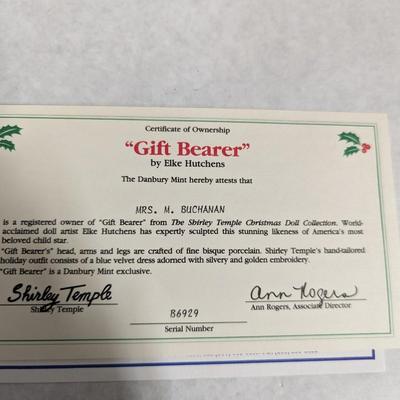 Certificate of Ownership
"Gift Bearer"
by Elke Hutchens
The Danbury Mint hereby attests that
MRS. M. BUCHANAN
is a registered owner of "Gift Bearer" from The Shirley Temple Christmas Doll Collection. World-
acclaimed doll artist Elke Hutchens has expertly sculpted this stunning likeness of America's most
beloved child star.
"Gift Bearer's" head, arms and legs are crafted of fine bisque porcelain. Shirley Temple's hand-tailored
holiday outfit consists of a blue velvet dress adorned with silvery and golden embroidery.
"Gift Bearer" is a Danbury Mint exclusive.
Shirley Temple
Ann Rogers
Shirley Temple
86929
Ann Rogers, Associate Director
Serial Number